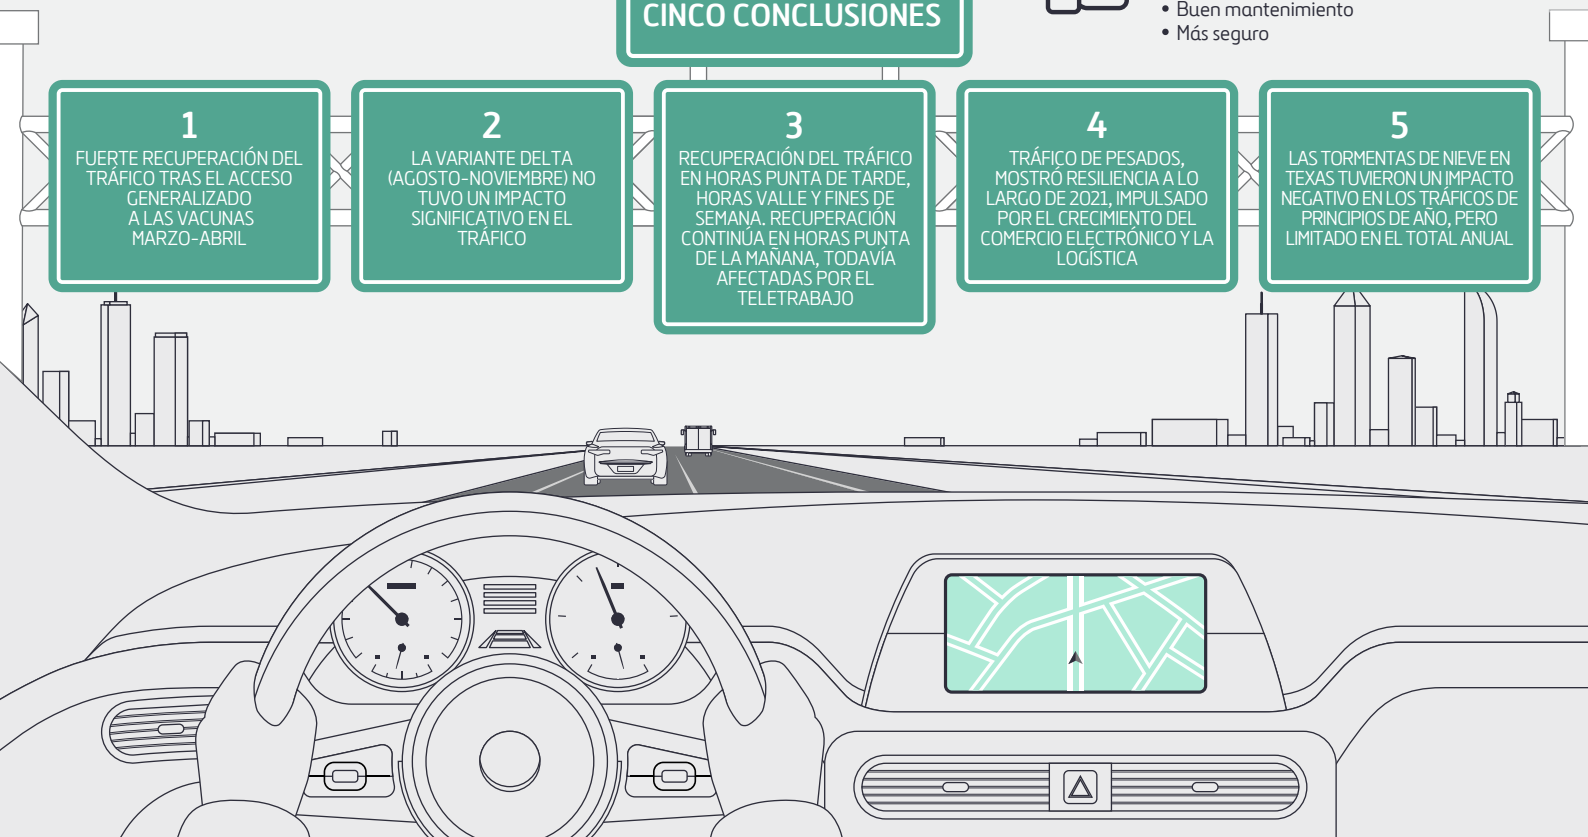 CINCO CONCLUSIONES
• Buen mantenimiento
• Más seguro
1
FUERTE RECUPERACIÓN DEL
TRÁFICO TRAS EL ACCESO
GENERALIZADO
A LAS VACUNAS
MARZO-ABRIL
2
LA VARIANTE DELTA
(AGOSTO-NOVIEMBRE) NO
TUVO UN IMPACTO
SIGNIFICATIVO EN EL
TRÁFICO
3
RECUPERACIÓN DEL TRÁFICO
EN HORAS PUNTA DE TARDE,
HORAS VALLE Y FINES DE
SEMANA. RECUPERACIÓN
CONTINÚA EN HORAS PUNTA
DE LA MAÑANA, TODAVÍA
AFECTADAS POR EL
TELETRABAJO
4
TRÁFICO DE PESADOS,
MOSTRÓ RESILIENCIA A LO
LARGO DE 2021, IMPULSADO
POR EL CRECIMIENTO DEL
COMERCIO ELECTRÓNICO Y LA
LOGÍSTICA
5
LAS TORMENTAS DE NIEVE EN
TEXAS TUVIERON UN IMPACTO
NEGATIVO EN LOS TRÁFICOS DE
PRINCIPIOS DE AÑO, PERO
LIMITADO EN EL TOTAL ANUAL